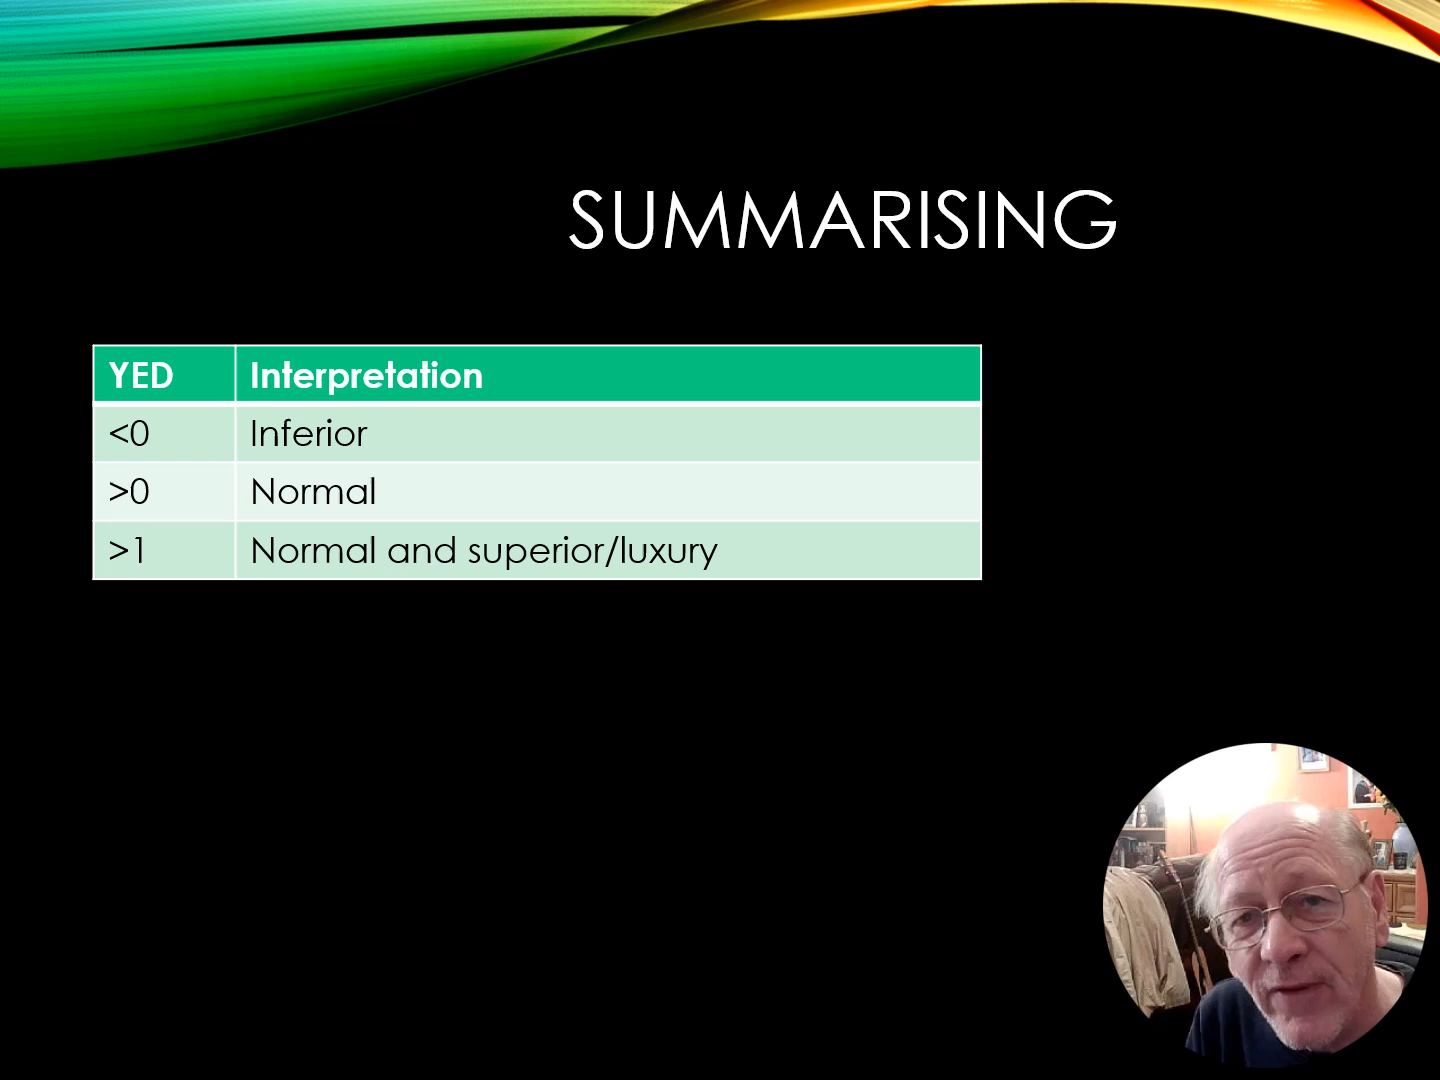 SUMMARISING
YED Interpretation
<0 Inferior
>0 Normal
>1 Normal and superior/luxury